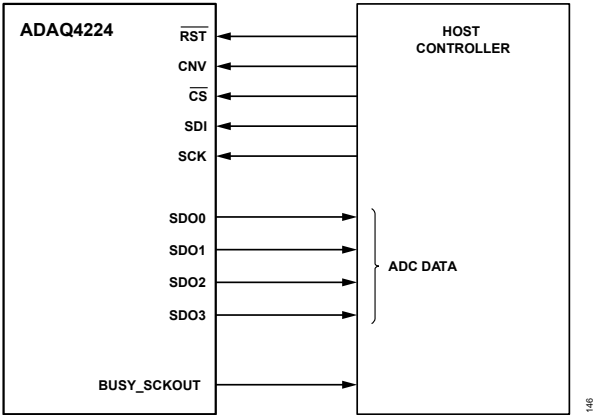 ADAQ4224
RST
CNV
CS
SDI
SCK
SDO0
SDO1
SDO2
SDO3
BUSY_SCKOUT
HOST
CONTROLLER
ADC DATA
146